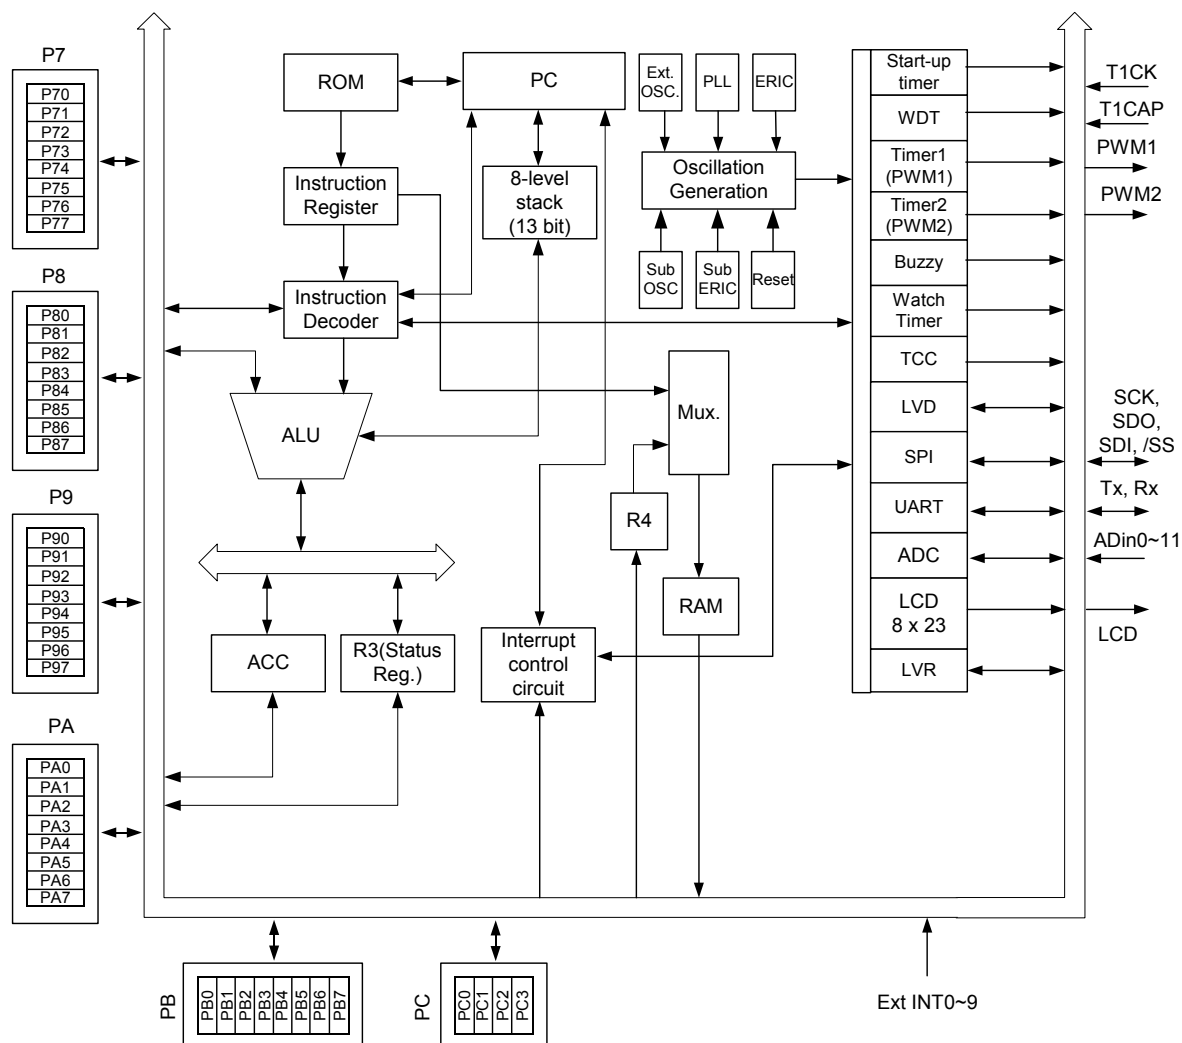 P7
P70
P71
P72
P73
P74
P75
P76
P77
P8
P80
P81
P82
P83
P84
P85
P86
P87
P9
P90
P91
P92
P93
P94
P95
P96
P97
PA
PA0
PA1
PA2
PA3
PA4
PA5
PA6
PA7
ROM
PC
Instruction
Register
8-level
stack
(13 bit)
Instruction
Decoder
ALU
ACC
R3(Status
Reg.)
Interrupt
control
circuit
Ext.
OSC.
PLL
ERIC
Oscillation
Generation
Sub
OSC
Sub
ERIC
Reset
Mux.
R4
RAM
Start-up
timer
WDT
Timer1
(PWM1)
Timer2
(PWM2)
Buzzy
Watch
Timer
TCC
LVD
SPI
UART
ADC
LCD
8 x 23
LVR
T1CK
T1CAP
PWM1
PWM2
SCK,
SDO,
SDI, /SS
Tx, Rx
ADin0~11
LCD
PB
PB0
PB1
PB2
PB3
PB4
PB5
PB6
PB7
PC
PC0
PC1
PC2
PC3
Ext INT0~9